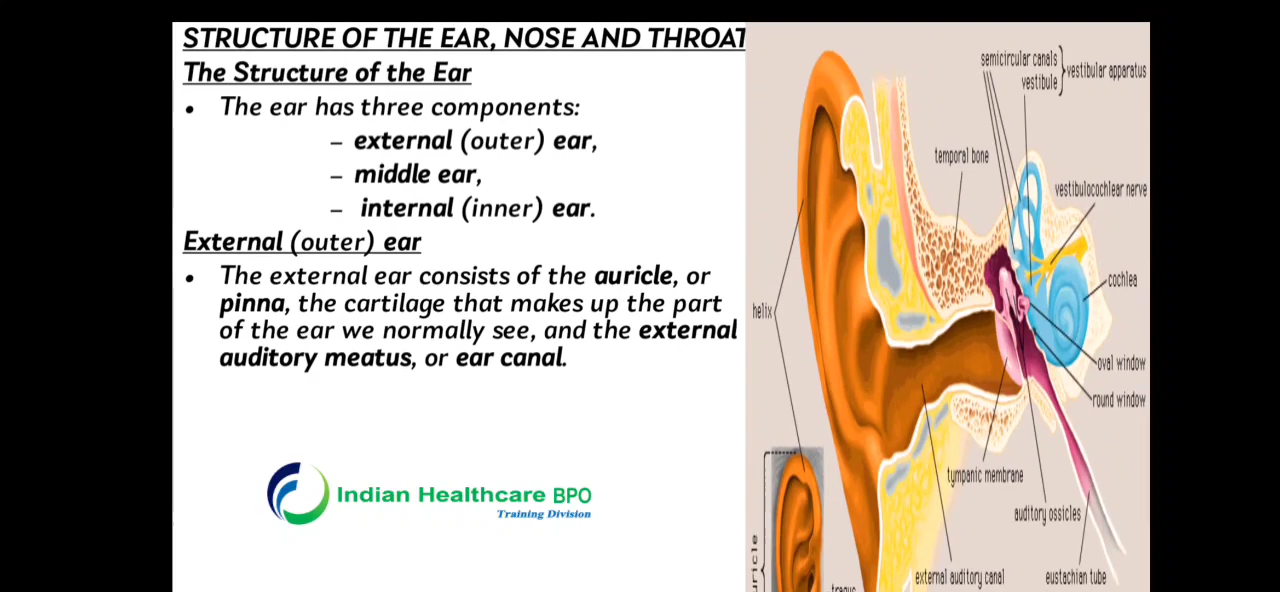 STRUCTURE OF THE EAR, NOSE AND THROAT
The Structure of the Ear
• The ear has three components:
– external (outer) ear,
– middle ear,
– internal (inner) ear.
External (outer) ear
• The external ear consists of the auricle, or
pinna, the cartilage that makes up the part
of the ear we normally see, and the external
auditory meatus, or ear canal.
Indian Healthcare BPO
Training Division
semicircular canals
vestibule
vestibular apparatus
temporal bone
vestibulocochlear nerve
cochlea
helix
oval window
round window
tympanic membrane
auditory ossicles
external auditory canal
eustachian tube